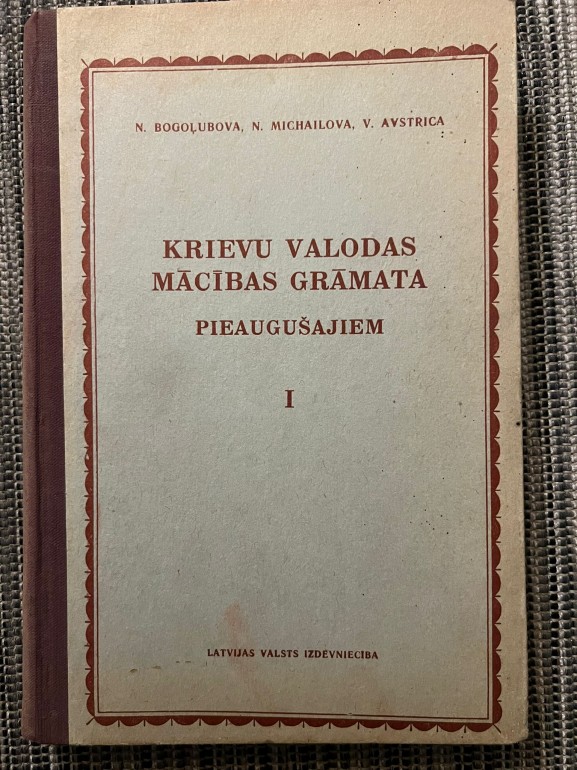 N. BOGOĻUBOVA, N. MICHAILOVA, V. AVSTRICA
KRIEVU VALODAS
MĀCĪBAS GRĀMATA
PIEAUGUŠAJIEM
I
LATVIJAS VALSTS IZDEVNIECĪBA